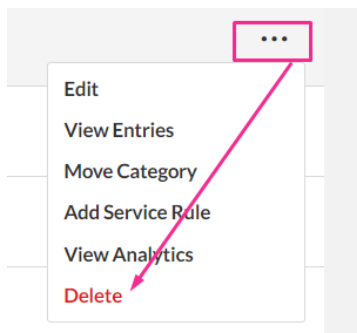 ...
Edit
View Entries
Move Category
Add Service Rule
View Analytics
Delete